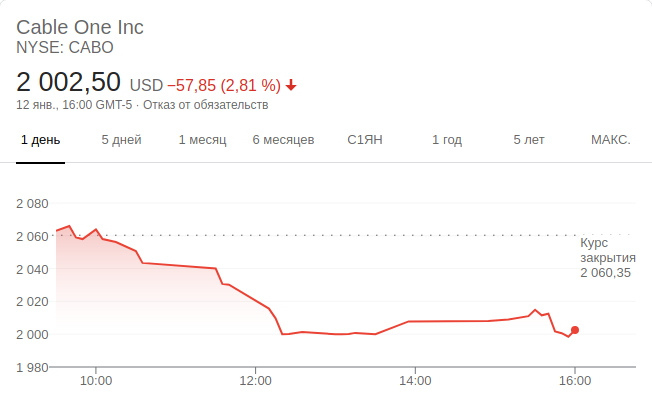 Cable One Inc
NYSE: CABO
2 002,50 USD −57,85 (2,81 %)
12 янв., 16:00 GMT-5 · Отказ от обязательств
1 день 5 дней 1 месяц 6 месяцев С1ЯН 1 год 5 лет МАКС.
2 080
2 060
Курс
закрытия
2 060,35
2 040
2 020
2 000
1 980
10:00 12:00 14:00 16:00